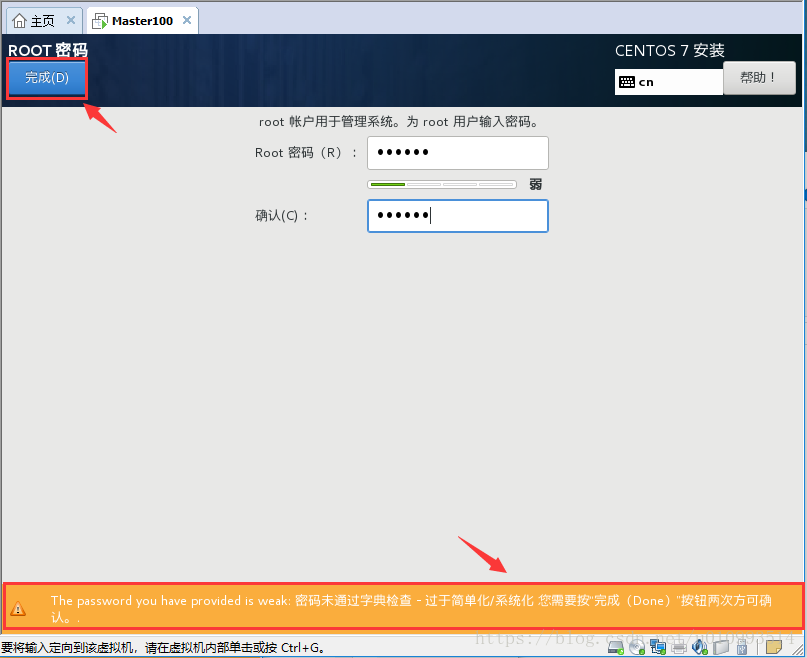 主页
Master100
ROOT 密码
CENTOS 7 安装
完成(D)
cn
帮助！
root 帐户用于管理系统。为 root 用户输入密码。
Root 密码（R）：
弱
确认(C)：
The password you have provided is weak: 密码未通过字典检查 - 过于简单化/系统化 您需要按"完成（Done）"按钮两次方可确
认。.
要将输入定向到该虚拟机，请在虚拟机内部单击或按 Ctrl+G。